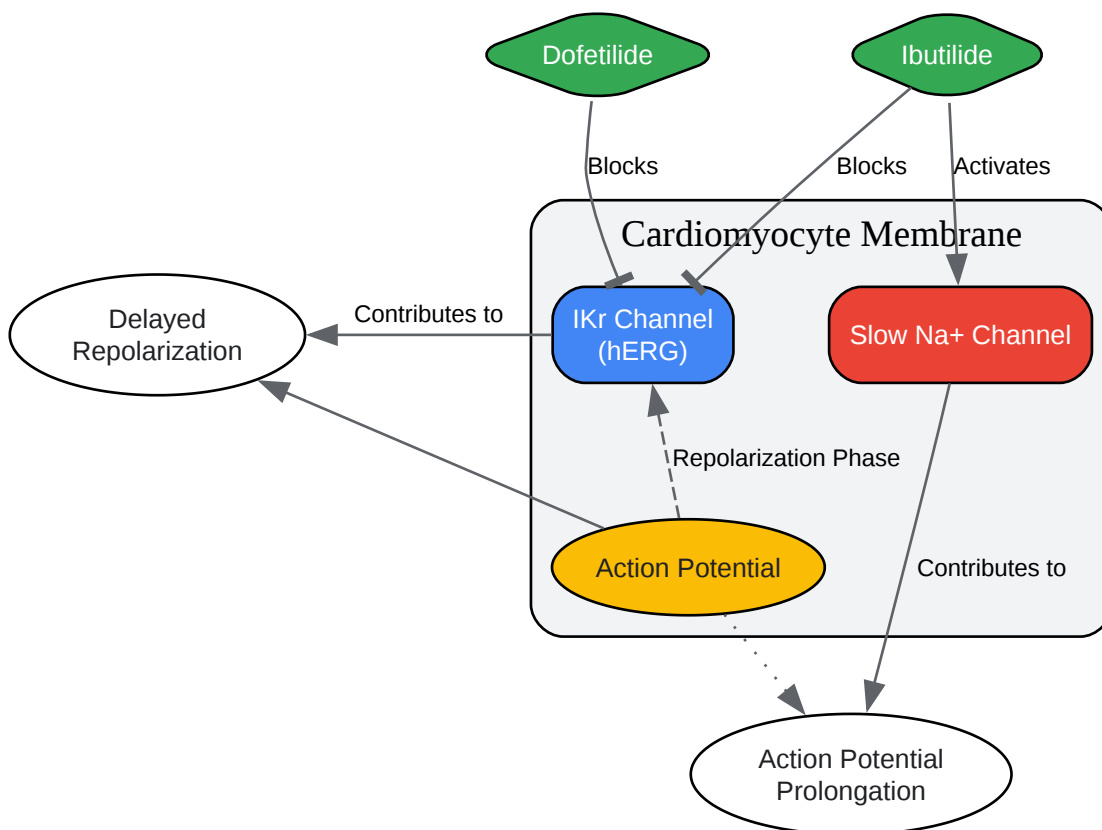 Dofetilide
Ibutilide
Blocks
Blocks
Activates
Cardiomyocyte Membrane
Contributes to
Delayed
Repolarization
IKr Channel
(hERG)
Slow Na+ Channel
Repolarization Phase
Action Potential
Contributes to
Action Potential
Prolongation